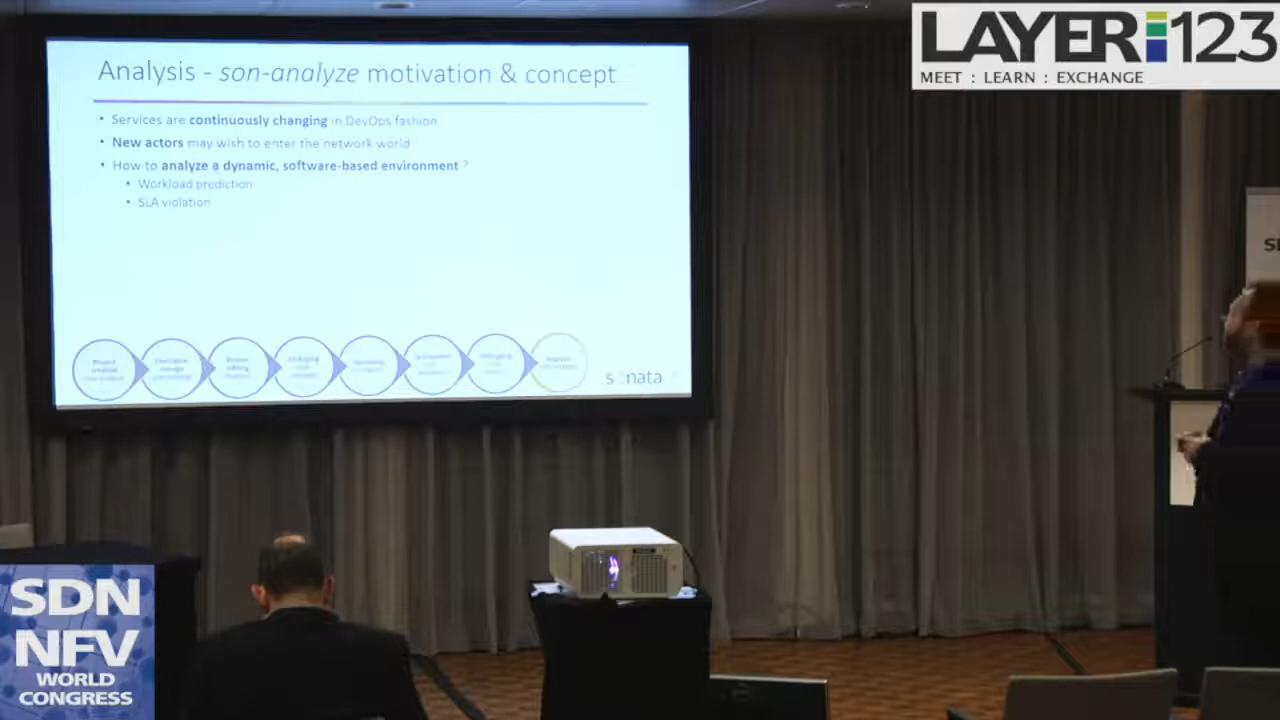 LAYER123
MEET : LEARN : EXCHANGE
Analysis - son-analyze motivation & concept
• Services are continuously changing in DevOps fashion
• New actors may wish to enter the network world
• How to analyze a dynamic, software-based environment ?
• Workload prediction
• SLA violation
sonata
SDN
NFV
WORLD
CONGRESS